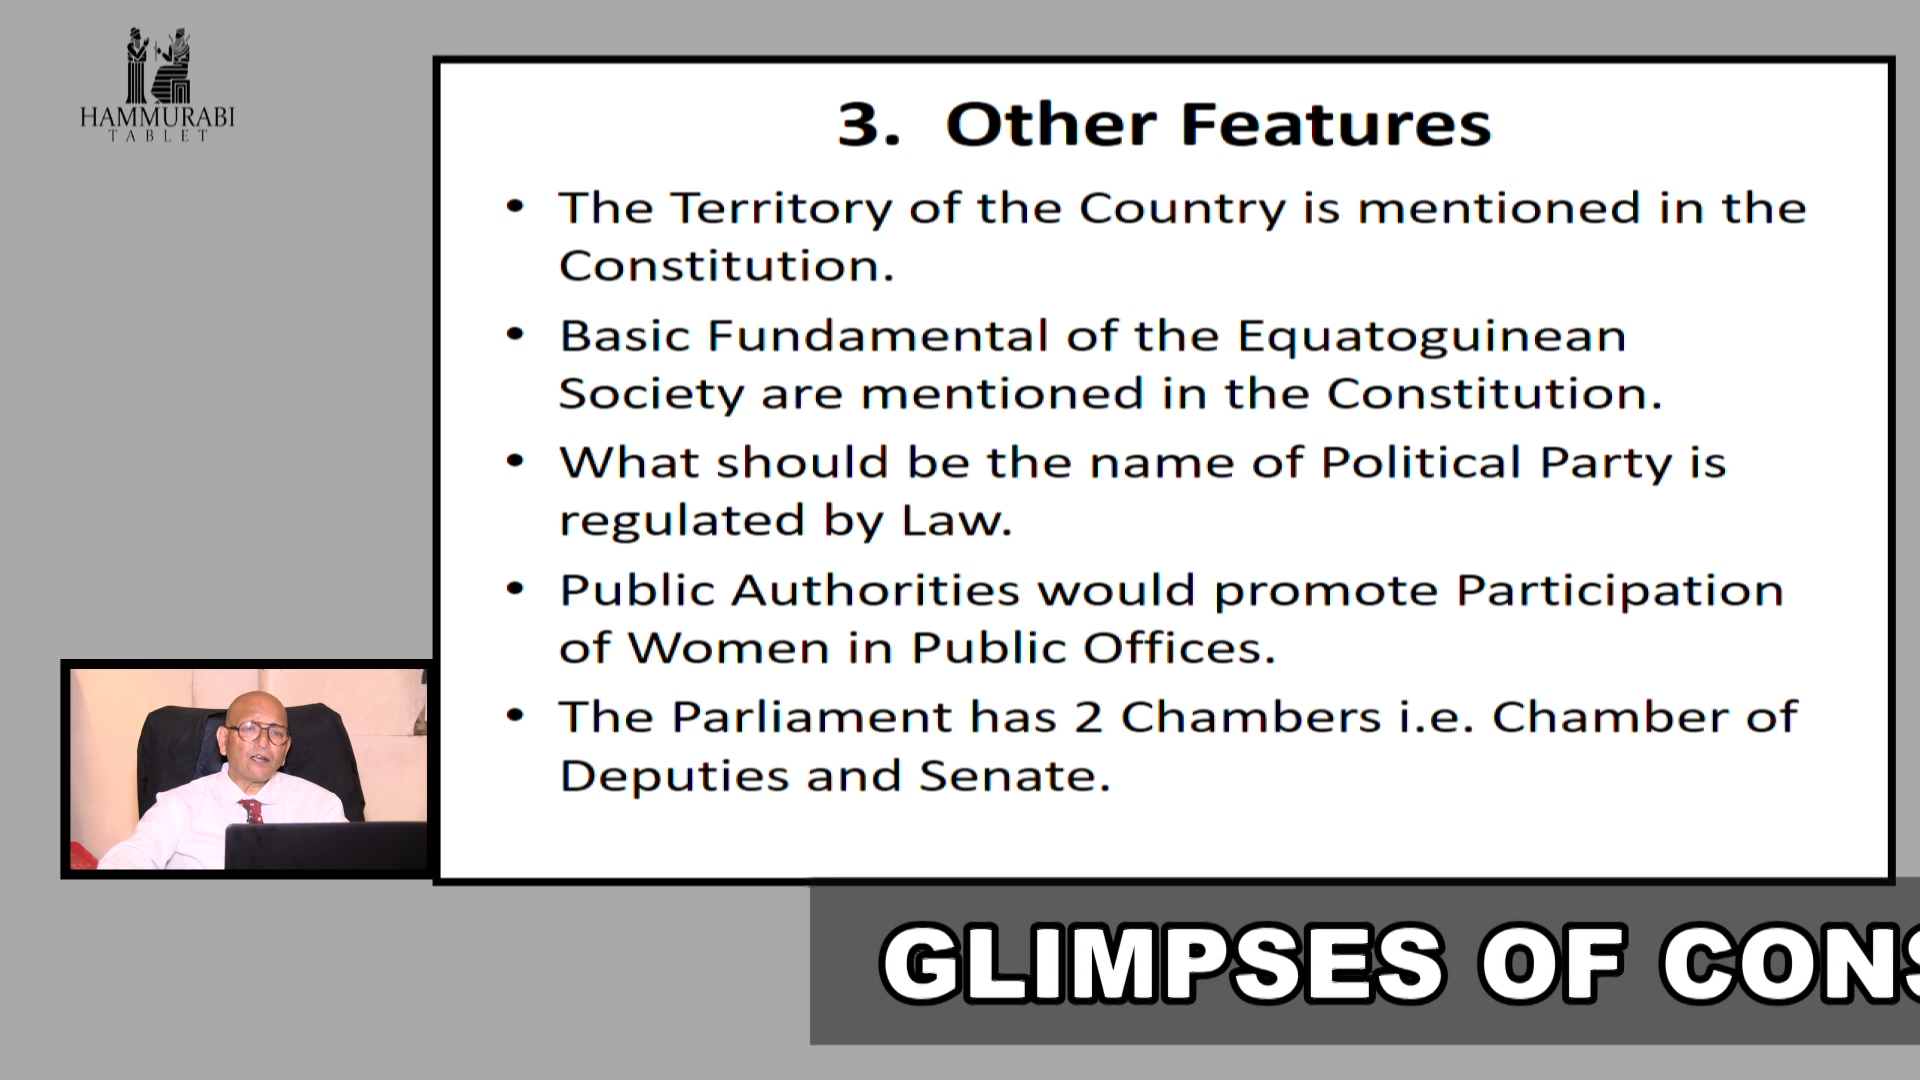 HAMMURABI
TABLET
3. Other Features
• The Territory of the Country is mentioned in the
Constitution.
• Basic Fundamental of the Equatoguinean
Society are mentioned in the Constitution.
• What should be the name of Political Party is
regulated by Law.
• Public Authorities would promote Participation
of Women in Public Offices.
• The Parliament has 2 Chambers i.e. Chamber of
Deputies and Senate.
GLIMPSES OF CONS